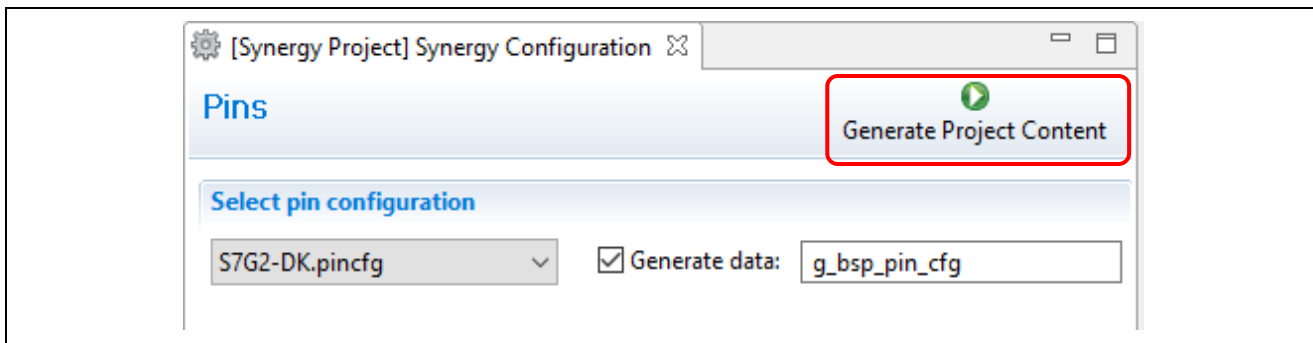 [Synergy Project] Synergy Configuration
Pins
Generate Project Content
Select pin configuration
S7G2-DK.pincfg Generate data: g_bsp_pin_cfg